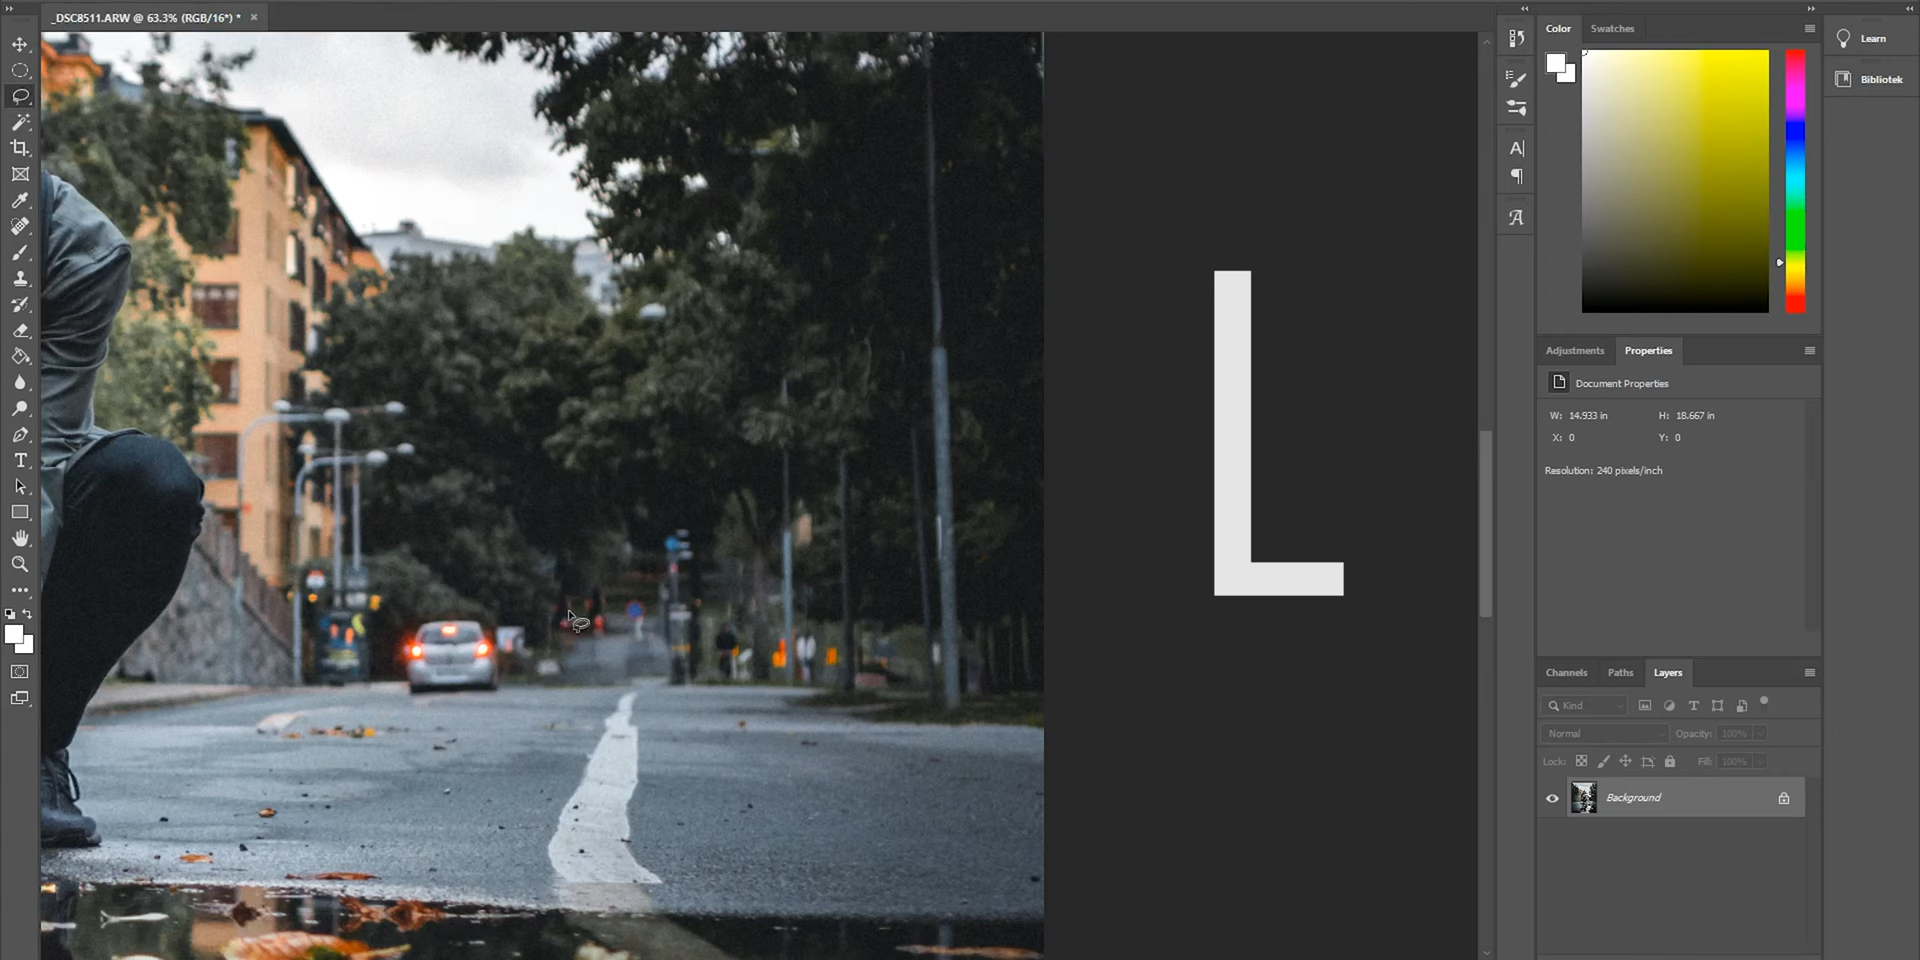 _DSC8511.ARW @ 63.3% (RGB/16*) *
L
Color
Swatches
Learn
Bibliotek
Adjustments
Properties
Document Properties
W: 14.933 in
H: 18.667 in
X: 0
Y: 0
Resolution: 240 pixels/inch
Channels
Paths
Layers
Kind
Normal
Opacity: 100%
Lock:
Fill: 100%
Background